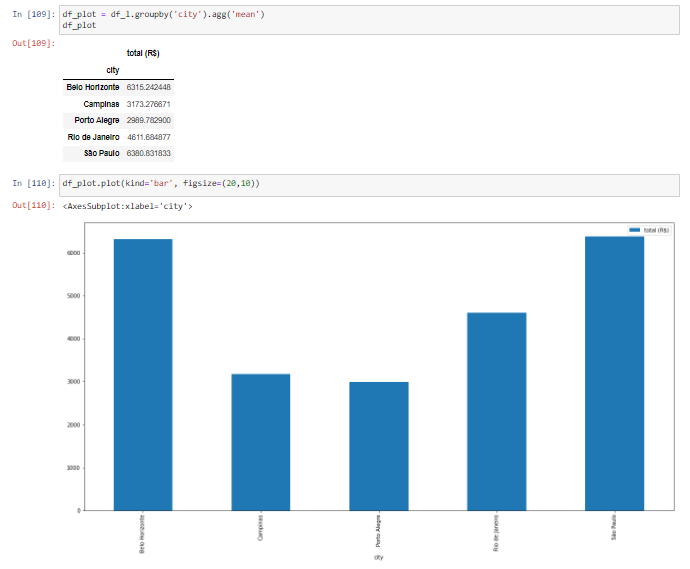 In [109]: df_plot = df_l.groupby('city').agg('mean')
df_plot
Out[109]:
total (R$)
city
Belo Horizonte 6315.242448
Campinas 3173.276671
Porto Alegre 2989.782900
Rio de Janeiro 4611.684877
São Paulo 6380.831833
In [110]: df_plot.plot(kind='bar', figsize=(20,10))
Out[110]: <AxesSubplot:xlabel='city'>
total (R$)
6000
5000
4000
3000
2000
1000
0
Belo Horizonte
Campinas
Porto Alegre
Rio de Janeiro
São Paulo
city